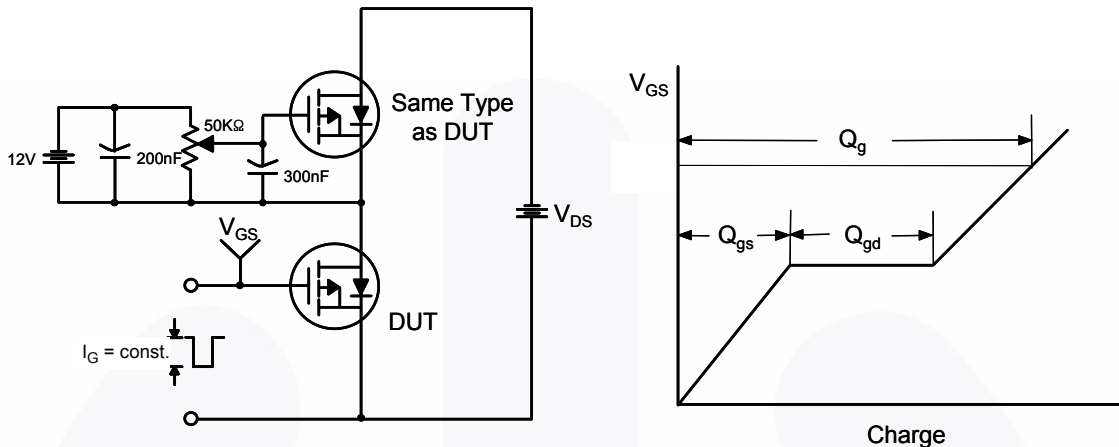 Same Type
as DUT
50KΩ
12V
200nF
300nF
V_GS
V_DS
DUT
I_G = const.
V_GS
Q_g
Q_gs
Q_gd
Charge